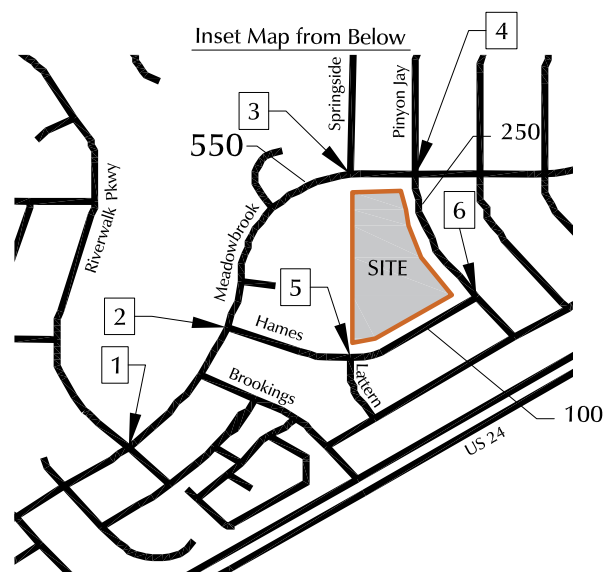 Inset Map from Below
4
Springside
Pinyon Jay
3
550
250
Riverwalk Pkwy
Meadowbrook
6
SITE
5
2
Hames
1
Brookings
Lattern
100
US 24